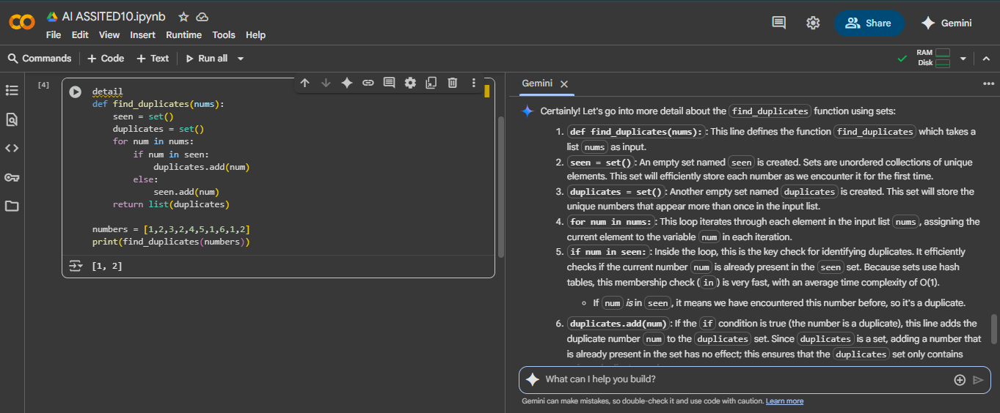 AI ASSITED10.ipynb
File Edit View Insert Runtime Tools Help
Share
Gemini
Commands + Code + Text Run all
RAM
Disk
[4]
detail
def find_duplicates(nums):
    seen = set()
    duplicates = set()
    for num in nums:
        if num in seen:
            duplicates.add(num)
        else:
            seen.add(num)
    return list(duplicates)
numbers = [1,2,3,2,4,5,1,6,1,2]
print(find_duplicates(numbers))
[1, 2]
Gemini
Certainly! Let's go into more detail about the find_duplicates function using sets:
1. def find_duplicates(nums): : This line defines the function find_duplicates which takes a
list nums as input.
2. seen = set() : An empty set named seen is created. Sets are unordered collections of unique
elements. This set will efficiently store each number as we encounter it for the first time.
3. duplicates = set() : Another empty set named duplicates is created. This set will store the
unique numbers that appear more than once in the input list.
4. for num in nums: : This loop iterates through each element in the input list nums, assigning the
current element to the variable num in each iteration.
5. if num in seen: : Inside the loop, this is the key check for identifying duplicates. It efficiently
checks if the current number num is already present in the seen set. Because sets use hash
tables, this membership check ( in ) is very fast, with an average time complexity of O(1).
◦ If num is in seen, it means we have encountered this number before, so it's a duplicate.
6. duplicates.add(num) : If the if condition is true (the number is a duplicate), this line adds the
duplicate number num to the duplicates set. Since duplicates is a set, adding a number that
is already present in the set has no effect; this ensures that the duplicates set only contains
What can I help you build?
Gemini can make mistakes, so double-check it and use code with caution. Learn more